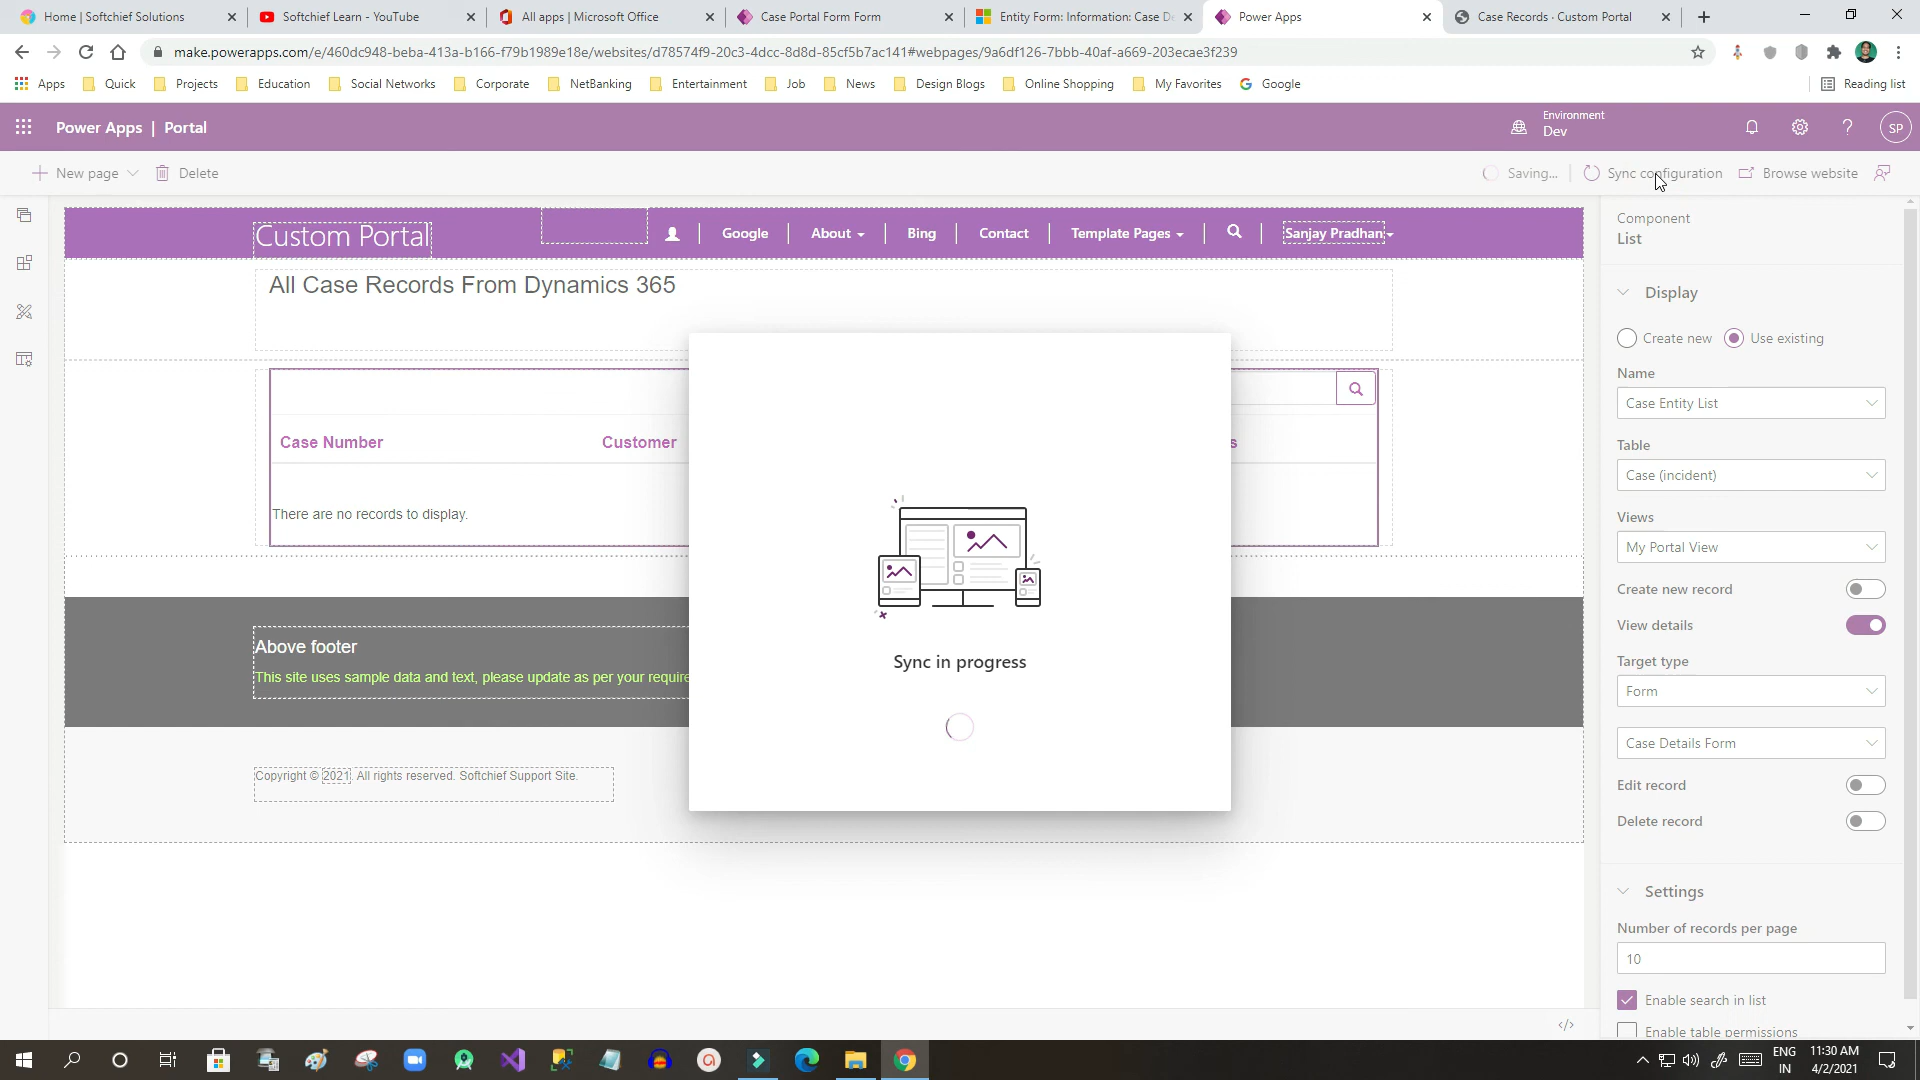 Home | Softchief Solutions
Softchief Learn - YouTube
All apps | Microsoft Office
Case Portal Form Form
Entity Form: Information: Case De
Power Apps
Case Records · Custom Portal
make.powerapps.com/e/460dc948-beba-413a-b166-f79b1989e18e/websites/d78574f9-20c3-4dcc-8d8d-85cf5b7ac141#webpages/9a6df126-7bbb-40af-a669-203ecae3f239
Apps
Quick
Projects
Education
Social Networks
Corporate
NetBanking
Entertainment
Job
News
Design Blogs
Online Shopping
My Favorites
Google
Reading list
Power Apps | Portal
Environment
Dev
SP
New page
Delete
Saving...
Sync configuration
Browse website
Custom Portal
Google
About
Bing
Contact
Template Pages
Sanjay Pradhan
All Case Records From Dynamics 365
Case Number
Customer
s
There are no records to display.
Sync in progress
Above footer
This site uses sample data and text, please update as per your require
Copyright © 2021. All rights reserved. Softchief Support Site.
Component
List
Display
Create new
Use existing
Name
Case Entity List
Table
Case (incident)
Views
My Portal View
Create new record
View details
Target type
Form
Case Details Form
Edit record
Delete record
Settings
Number of records per page
10
Enable search in list
Enable table permissions
</>
ENG
IN
11:30 AM
4/2/2021